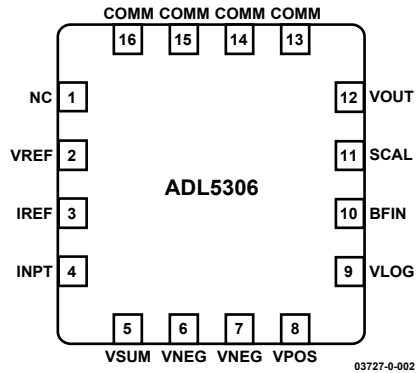 COMM COMM COMM COMM
16 15 14 13
NC 1
12 VOUT
VREF 2
11 SCAL
ADL5306
IREF 3
10 BFIN
INPT 4
9 VLOG
5 6 7 8
VSUM VNEG VNEG VPOS
03727-0-002